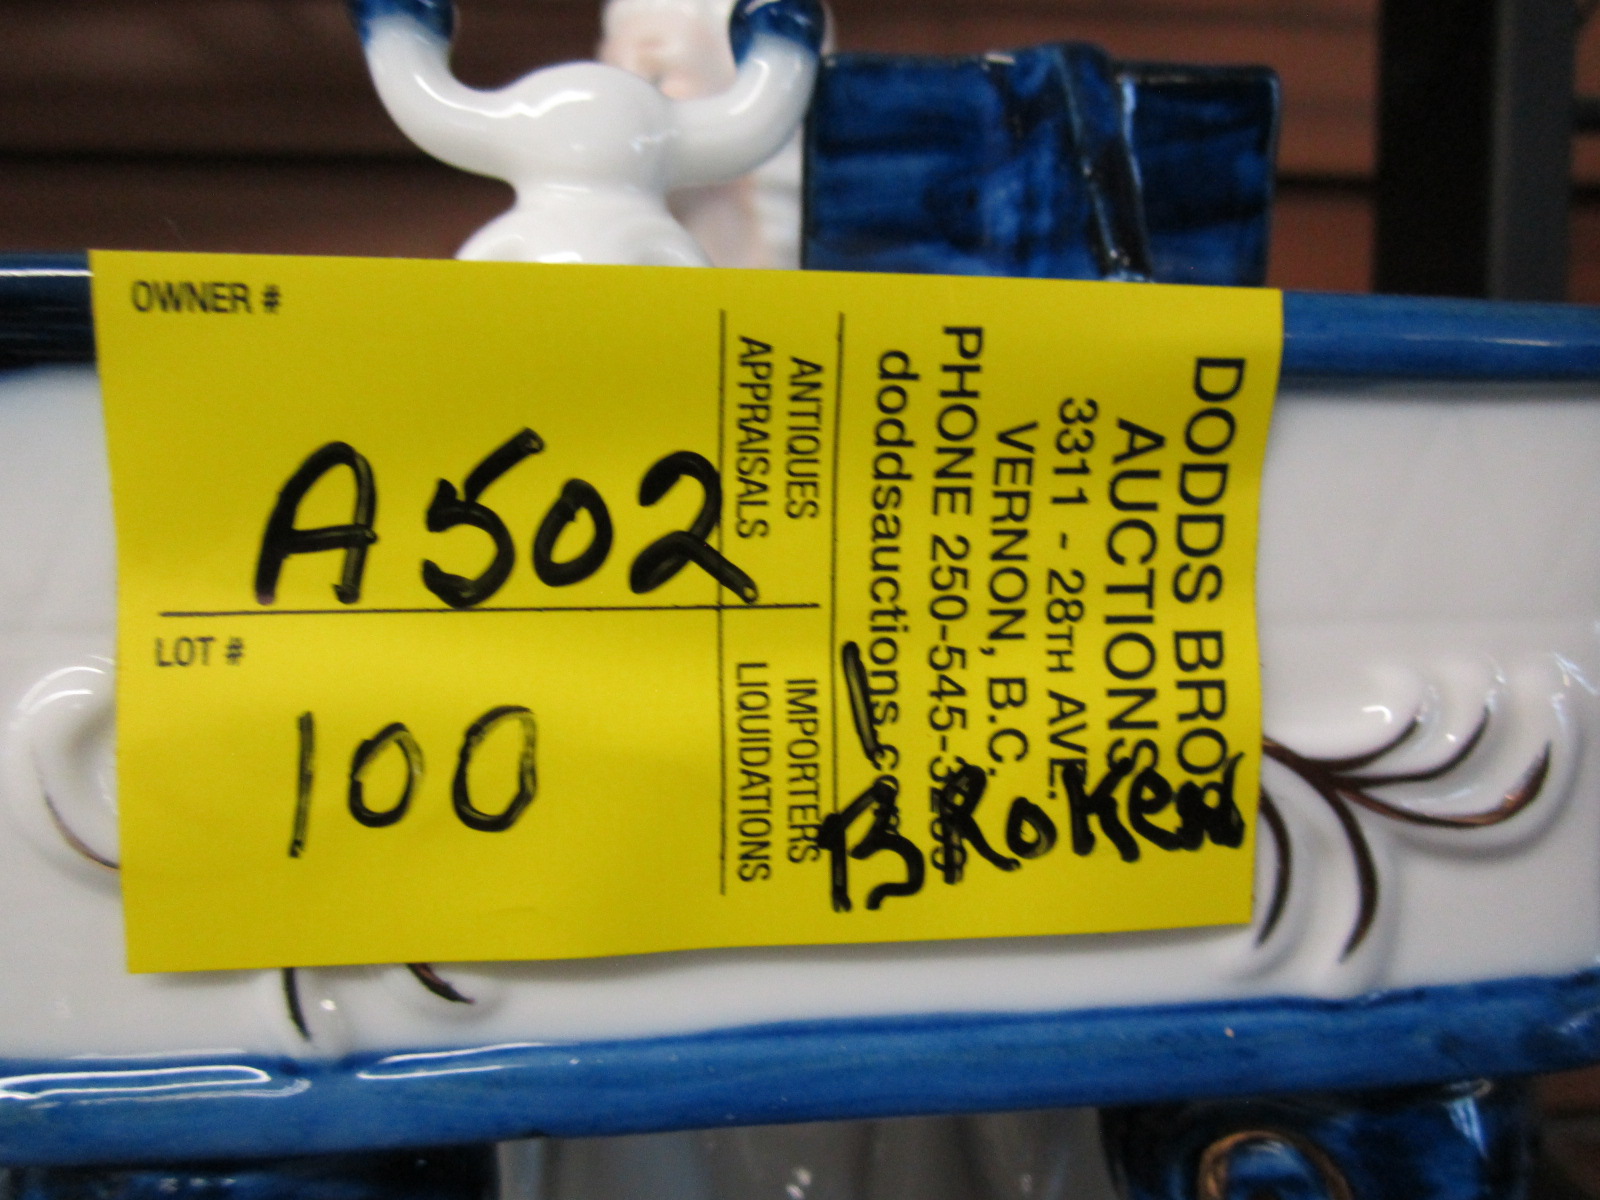 OWNER #
A502
LOT #
100
DODDS BROS
AUCTIONS
3311 - 28TH AVE.
VERNON, B.C.
PHONE 250-545-3259
doddsauctions.com
ANTIQUES
APPRAISALS
IMPORTERS
LIQUIDATIONS
BROKEN